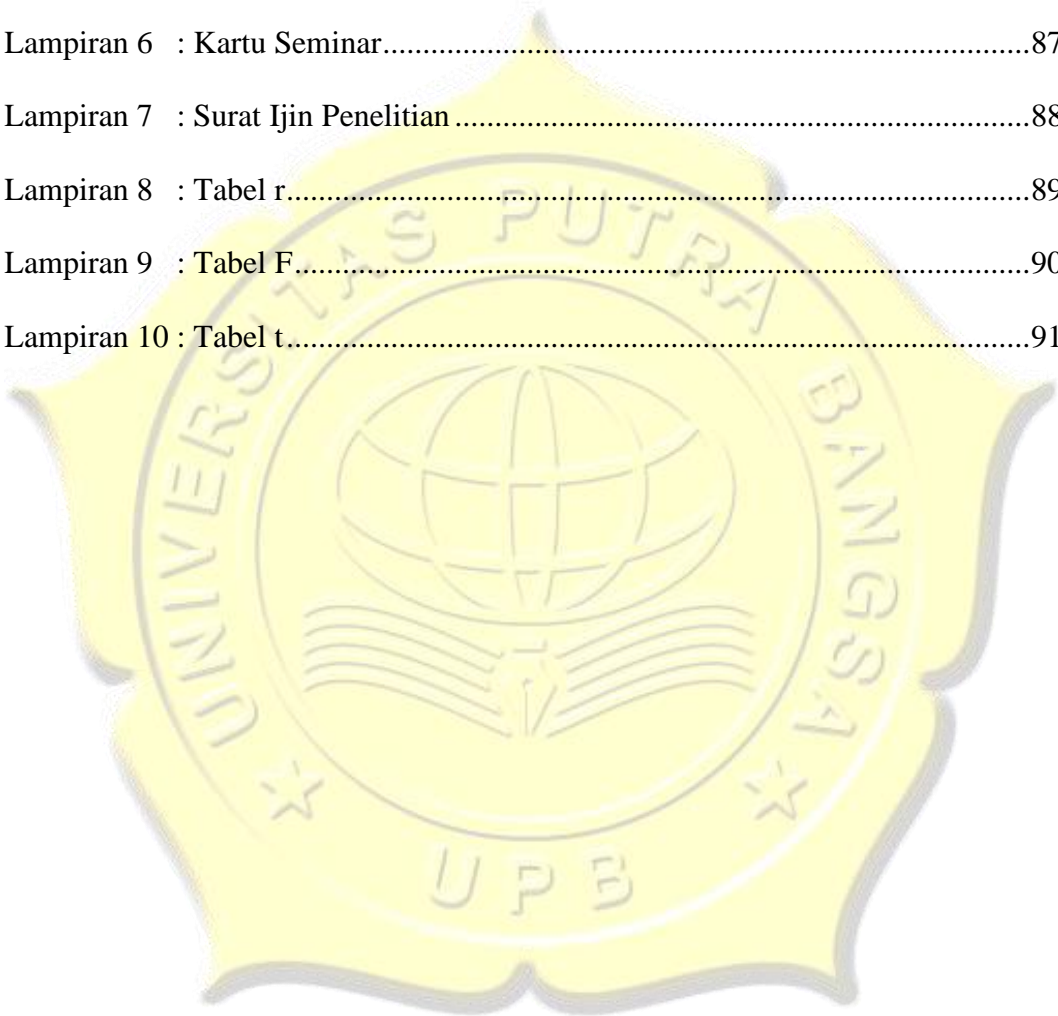 Lampiran 6 : Kartu Seminar....................................................................................87
Lampiran 7 : Surat Ijin Penelitian ...........................................................................88
Lampiran 8 : Tabel r................................................................................................89
Lampiran 9 : Tabel F...............................................................................................90
Lampiran 10 : Tabel t...............................................................................................91
UNIVERSITAS PUTRA BANGSA
UPB